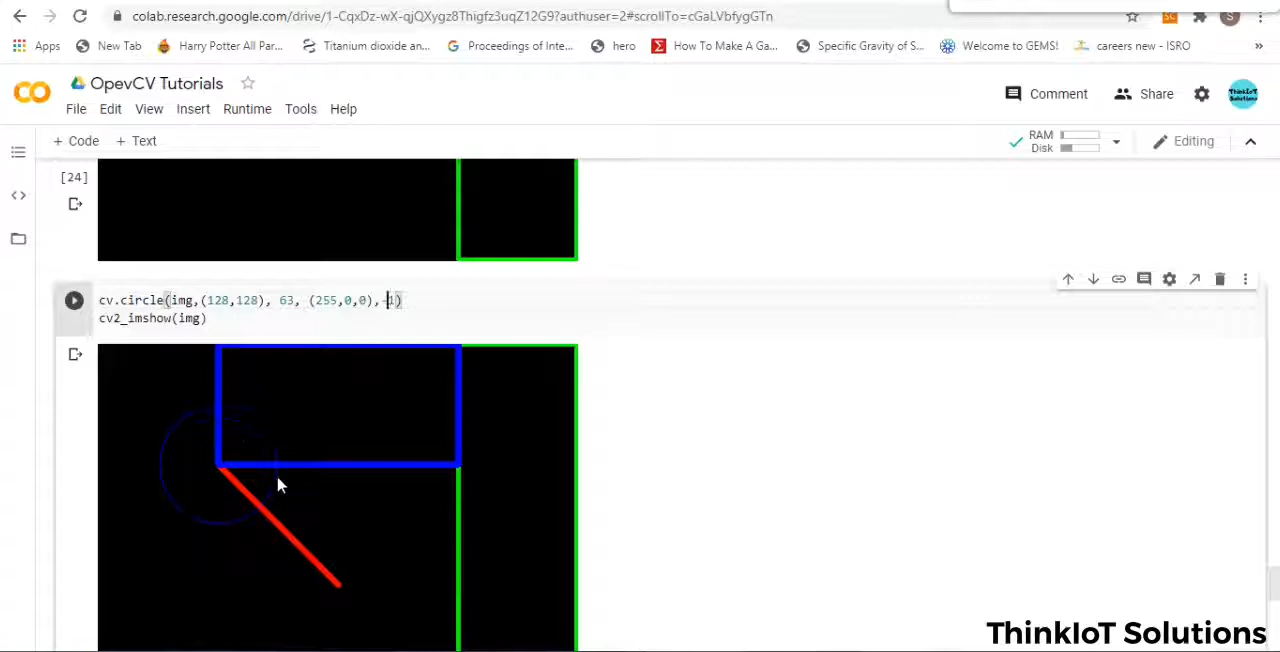 colab.research.google.com/drive/1-CqxDz-wX-qjQXygz8Thigfz3uqZ12G9?authuser=2#scrollTo=cGaLVbfygGTn
Apps New Tab Harry Potter All Par... Titanium dioxide an... Proceedings of Inte... hero How To Make A Ga... Specific Gravity of S... Welcome to GEMS! careers new - ISRO »
OpevCV Tutorials
Comment Share
ThinkIoT
Solutions
File Edit View Insert Runtime Tools Help
+ Code + Text
RAM
Disk
Editing
[24]
cv.circle(img,(128,128), 63, (255,0,0),-1)
cv2_imshow(img)
ThinkIoT Solutions